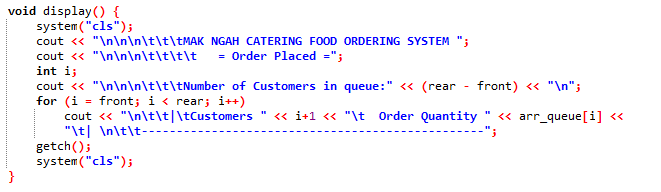 void display() {
system("cls");
cout << "\n\n\n\t\t\tMAK NGAH CATERING FOOD ORDERING SYSTEM ";
cout << "\n\n\n\t\t\t\t   = Order Placed =";
int i;
cout << "\n\n\n\t\t\tNumber of Customers in queue:" << (rear - front) << "\n";
for (i = front; i < rear; i++)
cout << "\n\t\t|\tCustomers " << i+1 << "\t  Order Quantity " << arr_queue[i] <<
"\t| \n\t\t-------------------------------------------------";
getch();
system("cls");
}